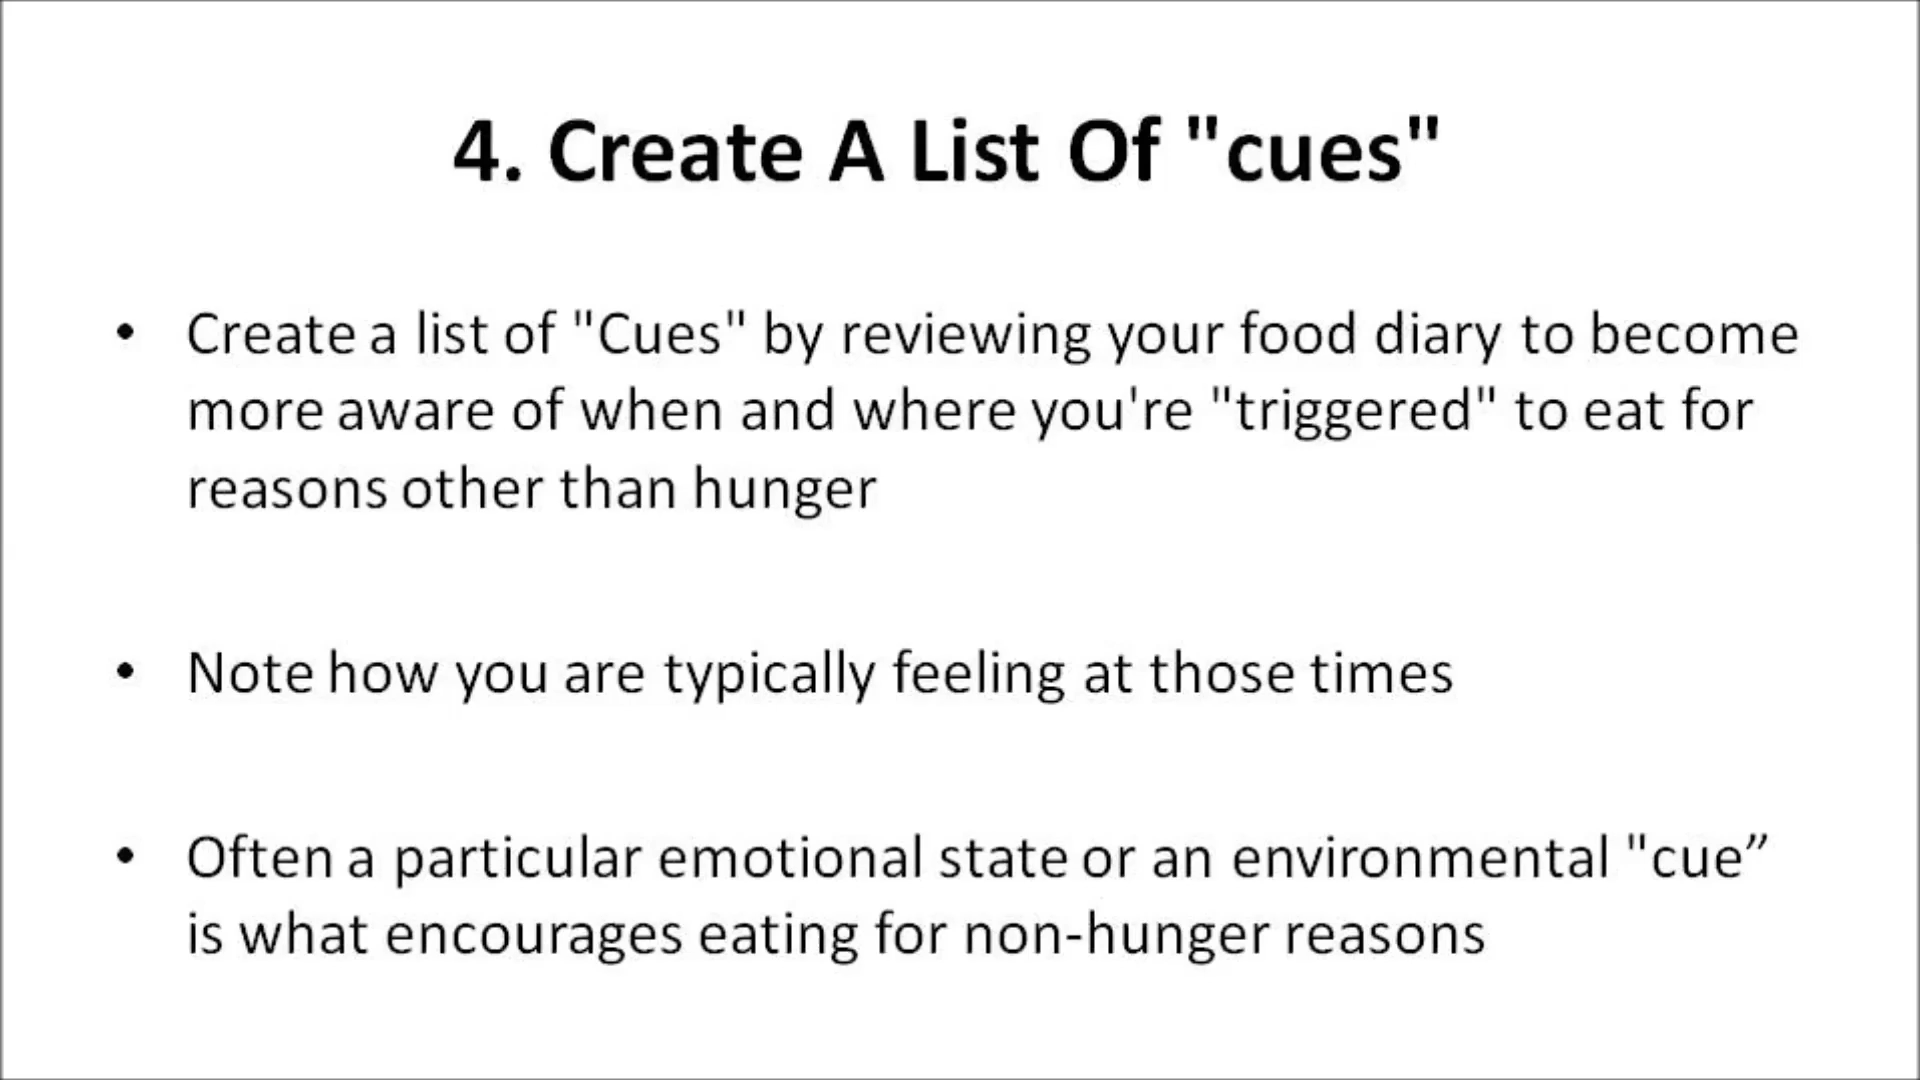 4. Create A List Of "cues"
• Create a list of "Cues" by reviewing your food diary to become
more aware of when and where you're "triggered" to eat for
reasons other than hunger
• Note how you are typically feeling at those times
• Often a particular emotional state or an environmental "cue”
is what encourages eating for non-hunger reasons